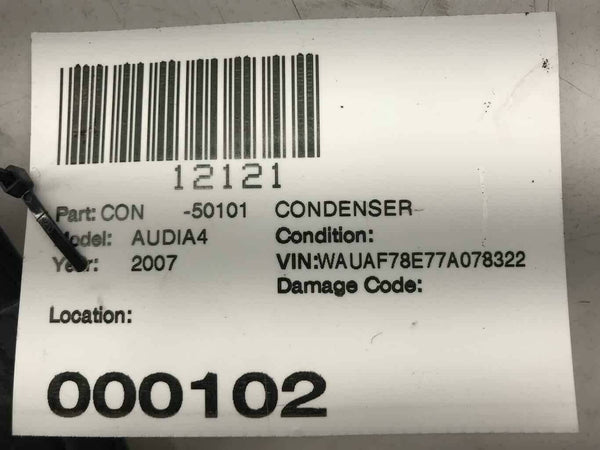 12121
Part: CON -50101 CONDENSER
Model: AUDIA4 Condition:
Year: 2007 VIN:WAUAF78E77A078322
Damage Code:
Location:
000102